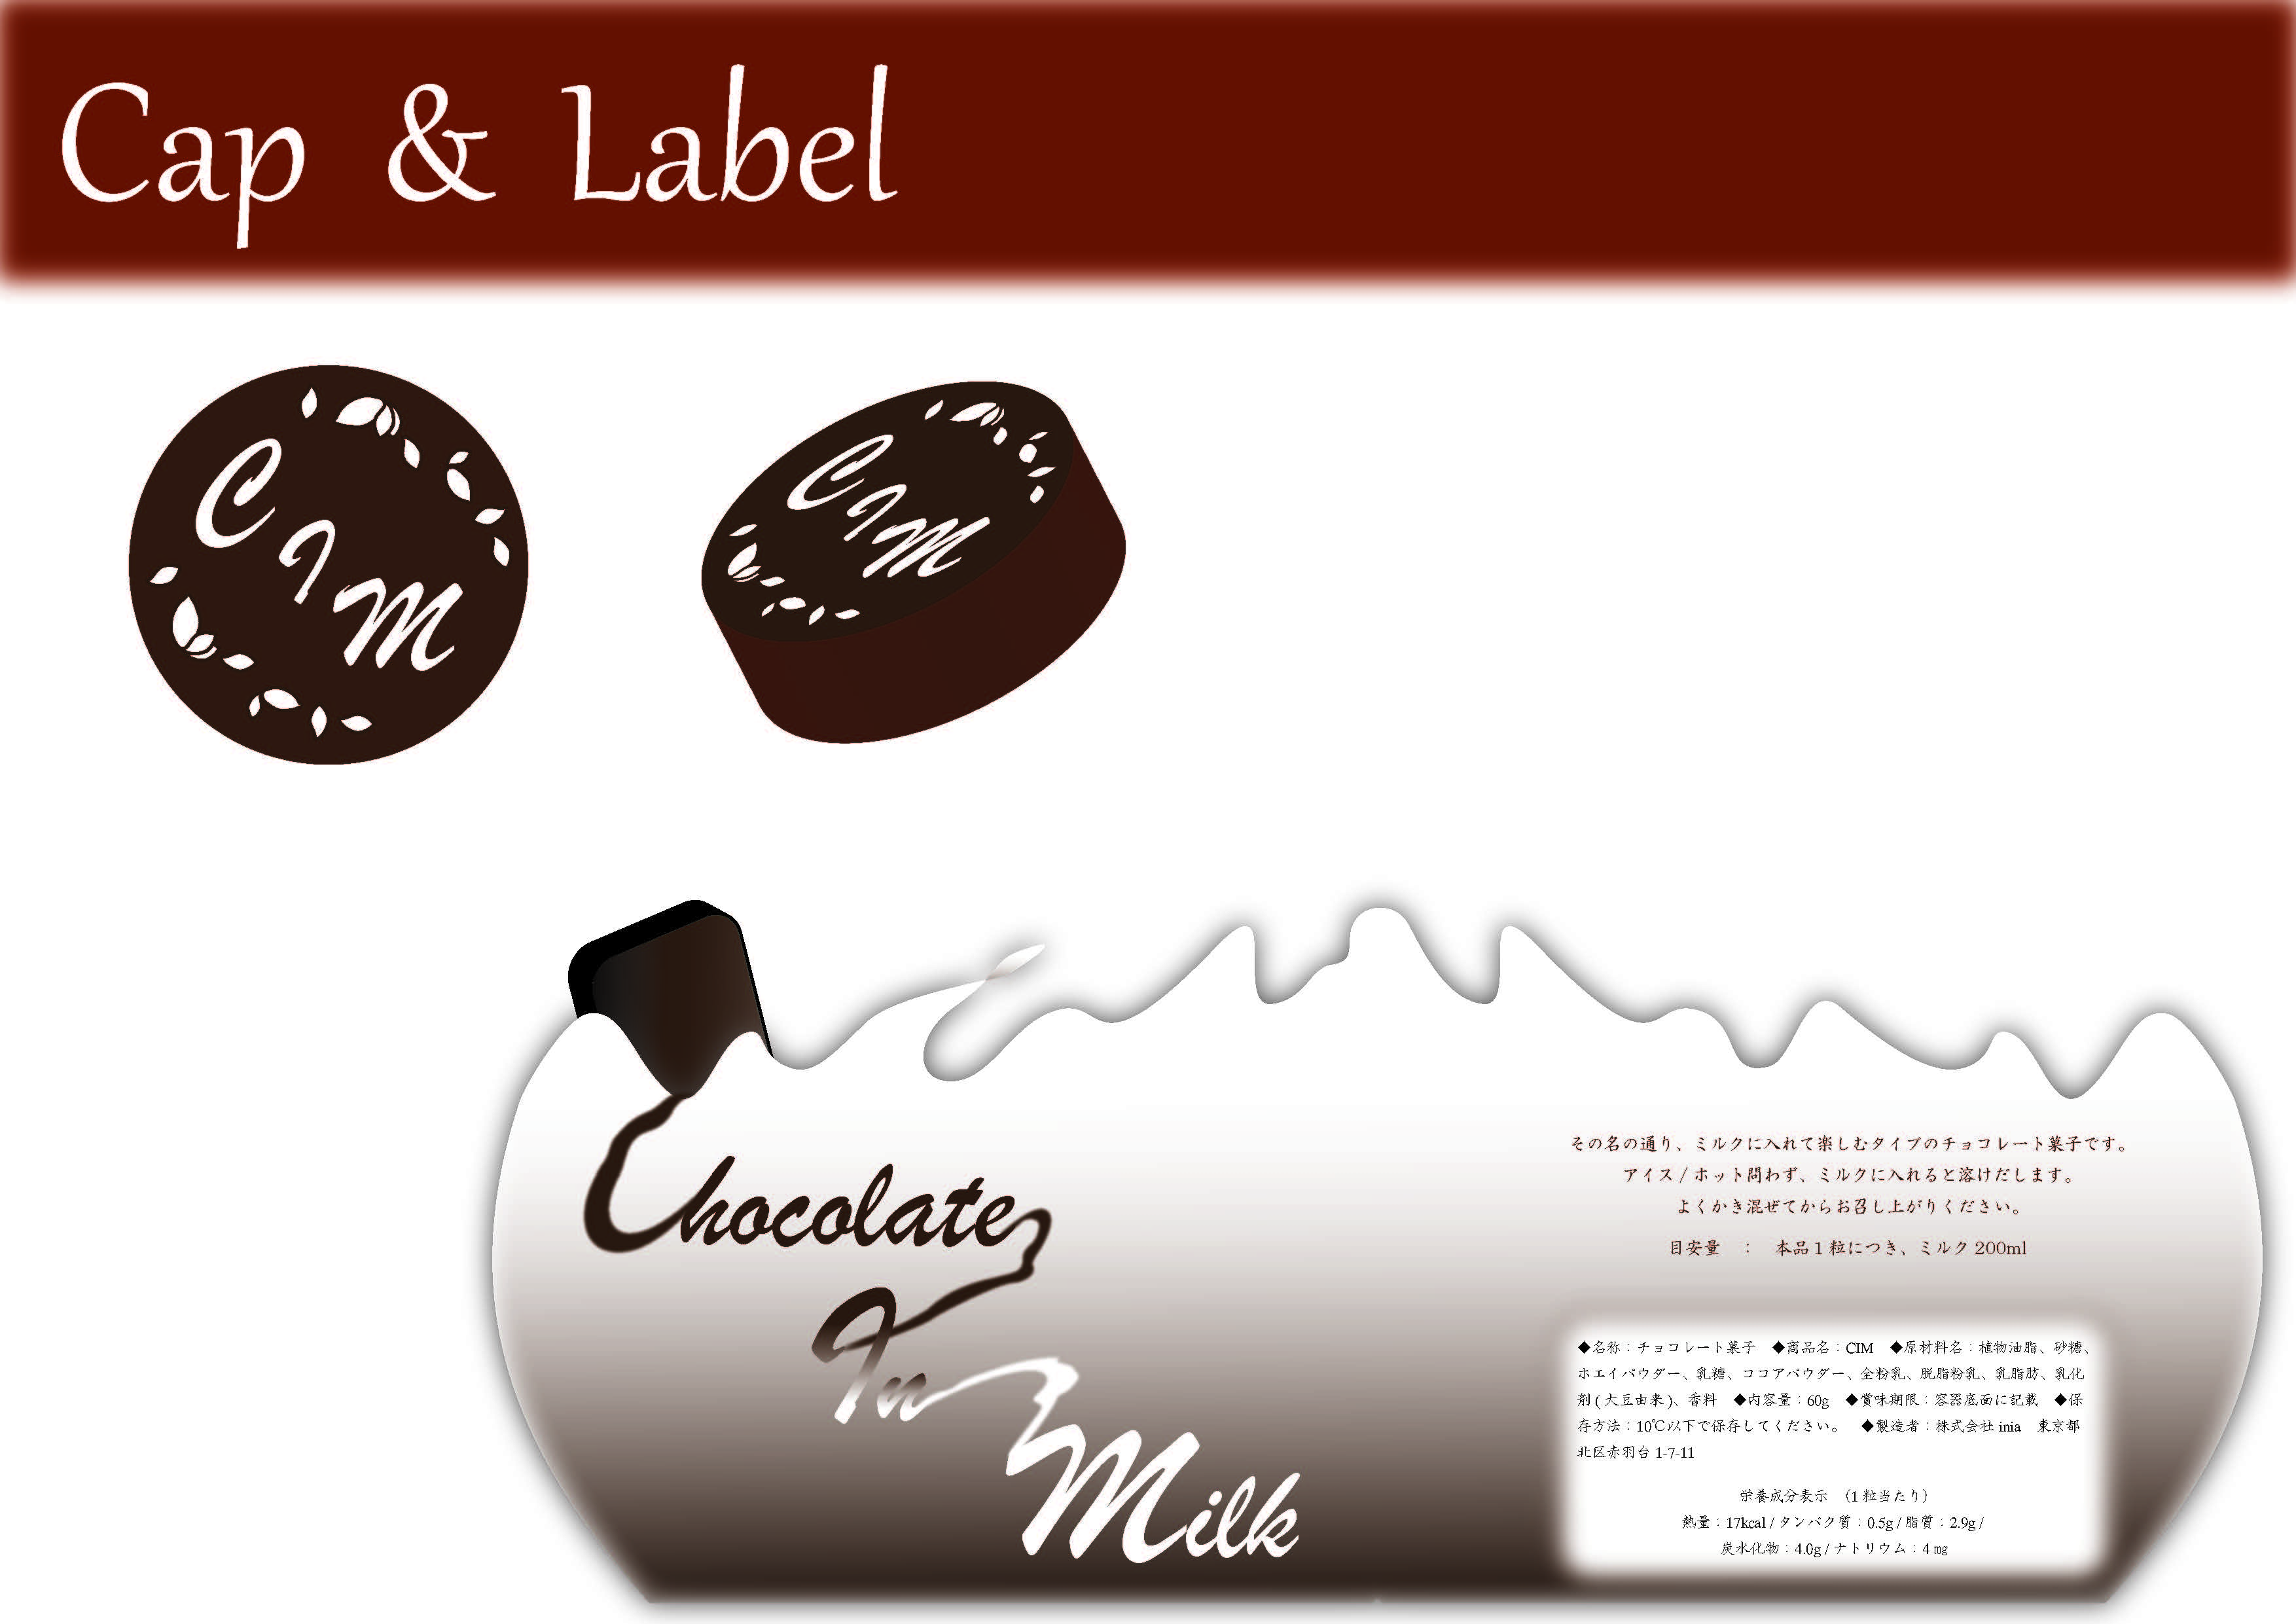 Cap & Label
C
I
M
C
I
M
Chocolate
In
Milk
その名の通り、ミルクに入れて楽しむタイプのチョコレート菓子です。
アイス / ホット問わず、ミルクに入れると溶けだします。
よくかき混ぜてからお召し上がりください。
目安量　：　本品 1 粒につき、ミルク 200ml
◆名称：チョコレート菓子　◆商品名：CIM　◆原材料名：植物油脂、砂糖、
ホエイパウダー、乳糖、ココアパウダー、全粉乳、脱脂粉乳、乳脂肪、乳化
剤 ( 大豆由来 )、香料　◆内容量：60g　◆賞味期限：容器底面に記載　◆保
存方法：10℃以下で保存してください。　◆製造者：株式会社 inia　東京都
北区赤羽台 1-7-11
栄養成分表示　（1 粒当たり）
熱量：17kcal / タンパク質：0.5g / 脂質：2.9g /
炭水化物：4.0g / ナトリウム：4 ㎎